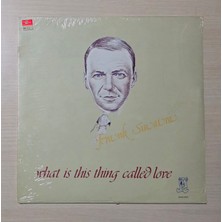 Frank Sinatra
what is this thing called love